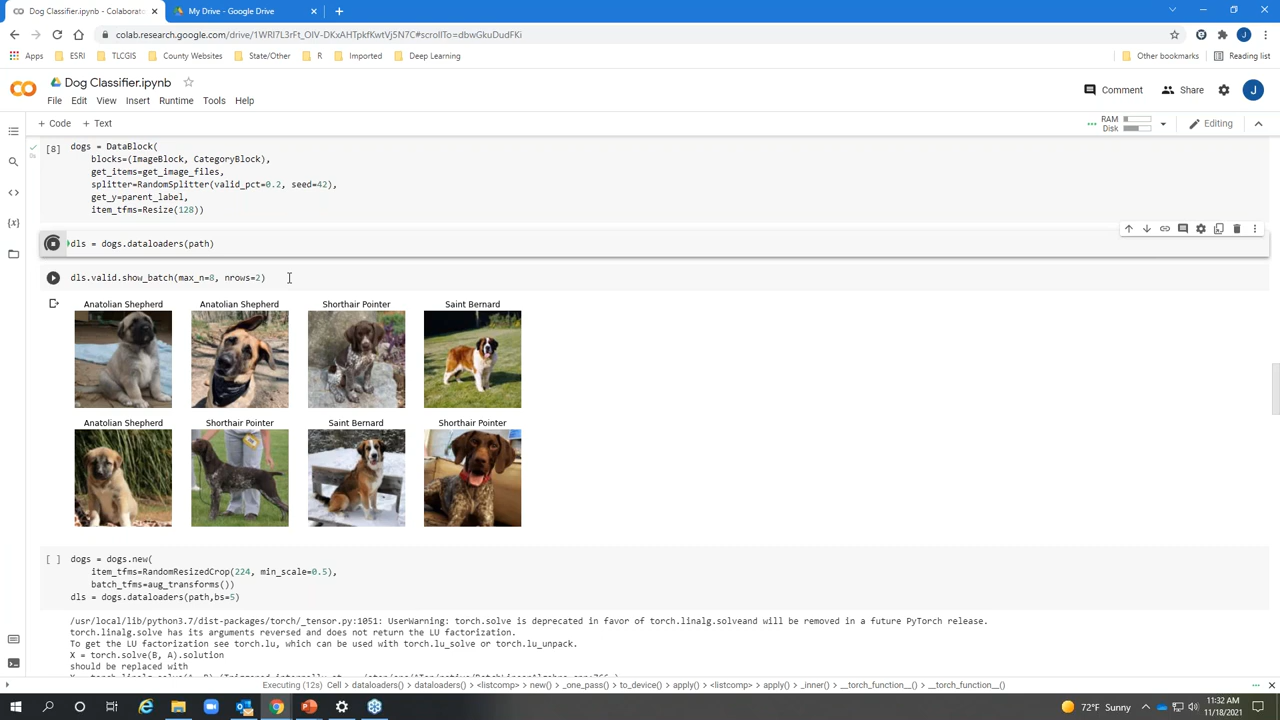 Dog Classifier.ipynb - Colaborato
My Drive - Google Drive
colab.research.google.com/drive/1WRI7L3rFt_OIV-DKxAHTpkfKwtVj5N7C#scrollTo=dbwGkuDudFKi
Apps
ESRI
TLCGIS
County Websites
State/Other
R
Imported
Deep Learning
Other bookmarks
Reading list
Dog Classifier.ipynb
Comment
Share
J
File Edit View Insert Runtime Tools Help
+ Code + Text
RAM
Disk
Editing
[8] dogs = DataBlock(
blocks=(ImageBlock, CategoryBlock),
get_items=get_image_files,
splitter=RandomSplitter(valid_pct=0.2, seed=42),
get_y=parent_label,
item_tfms=Resize(128))
dls = dogs.dataloaders(path)
dls.valid.show_batch(max_n=8, nrows=2)
Anatolian Shepherd Anatolian Shepherd Shorthair Pointer Saint Bernard
Anatolian Shepherd Shorthair Pointer Saint Bernard Shorthair Pointer
[ ] dogs = dogs.new(
item_tfms=RandomResizedCrop(224, min_scale=0.5),
batch_tfms=aug_transforms())
dls = dogs.dataloaders(path,bs=5)
/usr/local/lib/python3.7/dist-packages/torch/_tensor.py:1051: UserWarning: torch.solve is deprecated in favor of torch.linalg.solveand will be removed in a future PyTorch release.
torch.linalg.solve has its arguments reversed and does not return the LU factorization.
To get the LU factorization see torch.lu, which can be used with torch.lu_solve or torch.lu_unpack.
X = torch.solve(B, A).solution
should be replaced with
Executing (12s) Cell > dataloaders() > dataloaders() > <listcomp> > new() > _one_pass() > to_device() > apply() > <listcomp> > apply() > _inner() > __torch_function__() > __torch_function__()
72°F Sunny
11:32 AM
11/18/2021